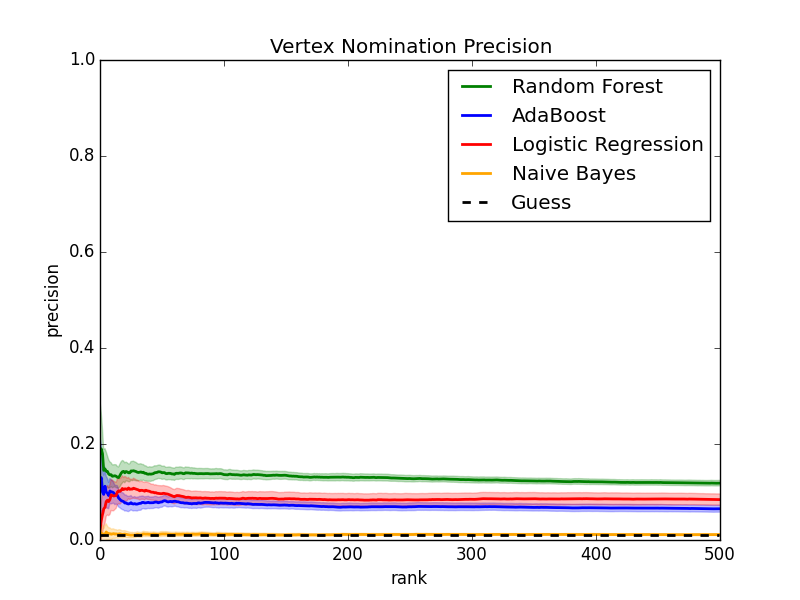 Vertex Nomination Precision
1.0
0.8
0.6
0.4
0.2
0.0
precision
Random Forest
AdaBoost
Logistic Regression
Naive Bayes
Guess
0 100 200 300 400 500
rank